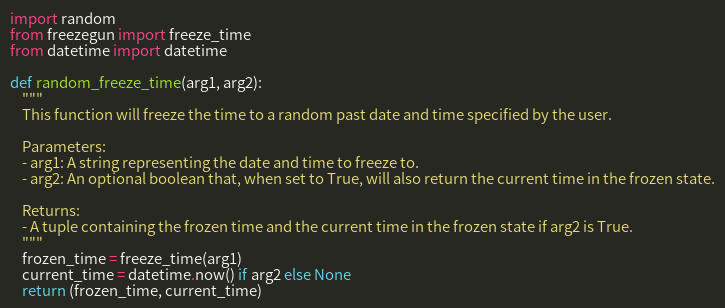 import random
from freezegun import freeze_time
from datetime import datetime

def random_freeze_time(arg1, arg2):
    """
    This function will freeze the time to a random past date and time specified by the user.

    Parameters:
    - arg1: A string representing the date and time to freeze to.
    - arg2: An optional boolean that, when set to True, will also return the current time in the frozen state.

    Returns:
    - A tuple containing the frozen time and the current time in the frozen state if arg2 is True.
    """
    frozen_time = freeze_time(arg1)
    current_time = datetime.now() if arg2 else None
    return (frozen_time, current_time)